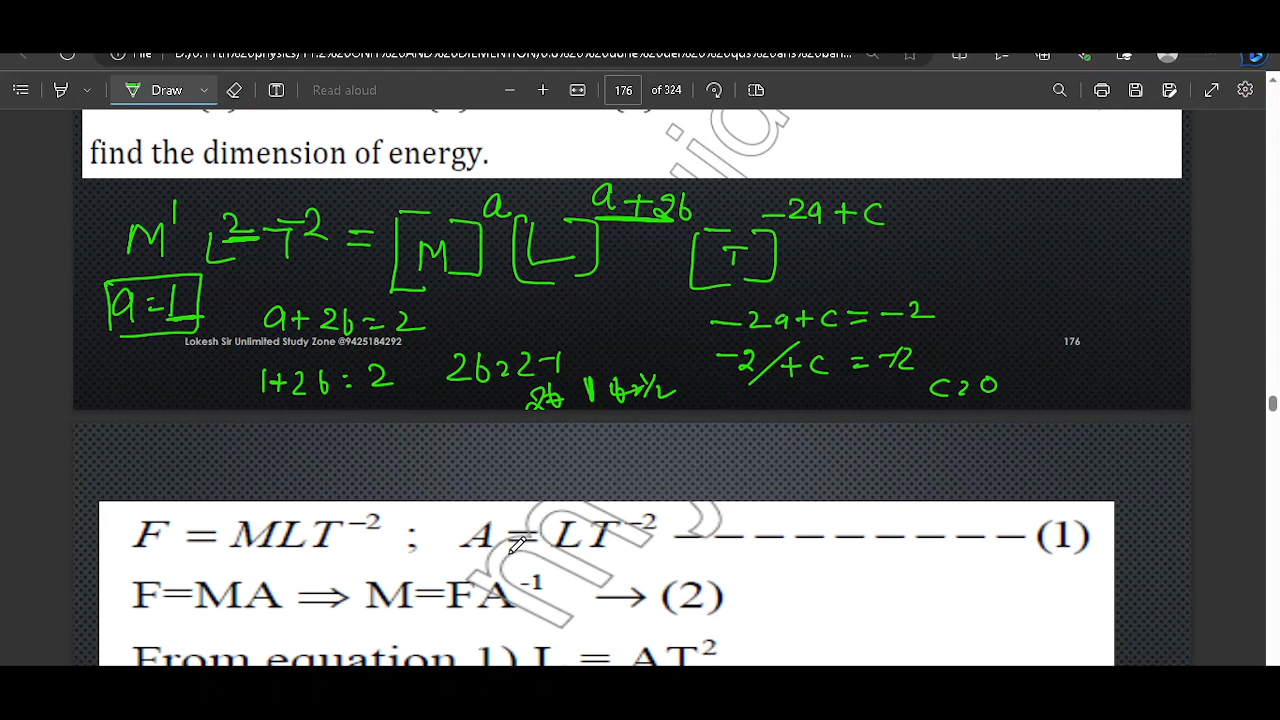 Draw
Read aloud
176 of 324
find the dimension of energy.
M¹ L² T⁻² = [M]ᵃ [L]ᵃ⁺²ᵇ [T]⁻²ᵃ⁺ᶜ
a=1
a+2b=2
-2a+c=-2
Lokesh Sir Unlimited Study Zone @9425184292
176
1+2b=2
2b=2-1
-2+c=-2
c=0
F = MLT⁻² ; A = LT⁻² — — — — — — — — — (1)
F=MA ⇒ M=FA⁻¹ → (2)
From equation 1) L = AT²